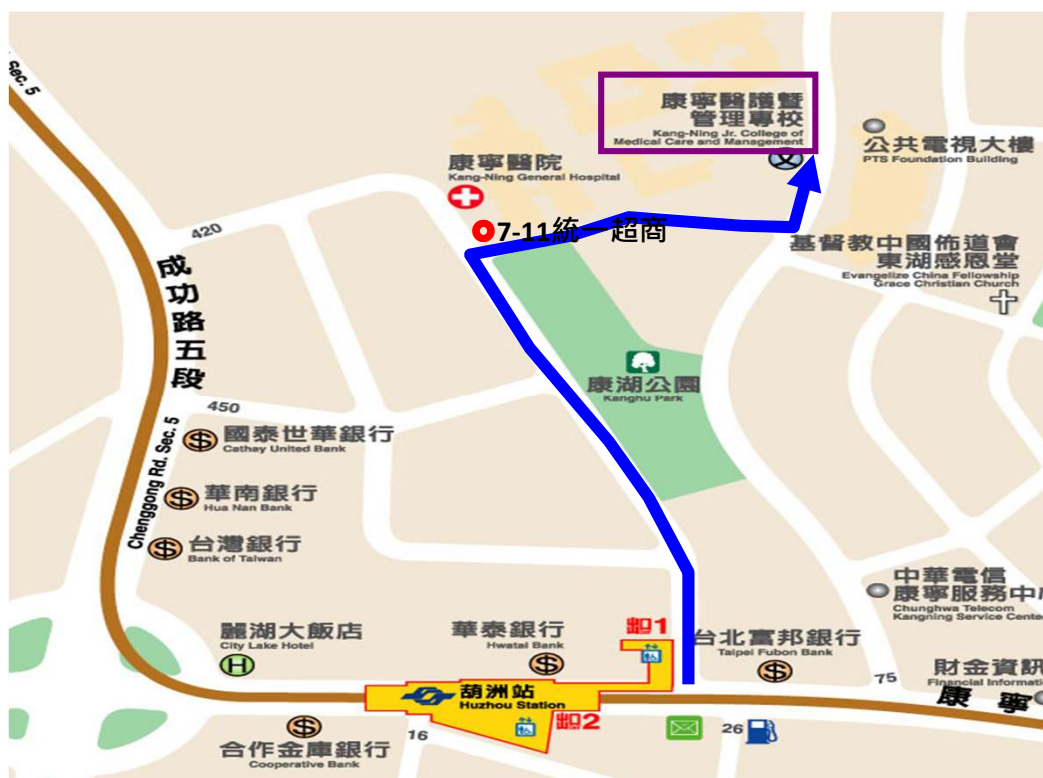 Sec. 5
康寧醫護暨
管理專校
Kang-Ning Jr. College of
Medical Care and Management
公共電視大樓
PTS Foundation Building
康寧醫院
Kang-Ning General Hospital
7-11統一超商
420
成功路五段
基督教中國佈道會
東湖感恩堂
Evangelize China Fellowship
Grace Christian Church
康湖公園
Kanghu Park
450
Chenggong Rd. Sec. 5
國泰世華銀行
Cathay United Bank
華南銀行
Hua Nan Bank
台灣銀行
Bank of Taiwan
中華電信
康寧服務中心
Chunghwa Telecom
Kangning Service Cente
麗湖大飯店
City Lake Hotel
華泰銀行
Hwatai Bank
出口1
台北富邦銀行
Taipei Fubon Bank
75
財金資訊
Financial Informati
康寧
葫洲站
Huzhou Station
出口2
16
26
合作金庫銀行
Cooperative Bank